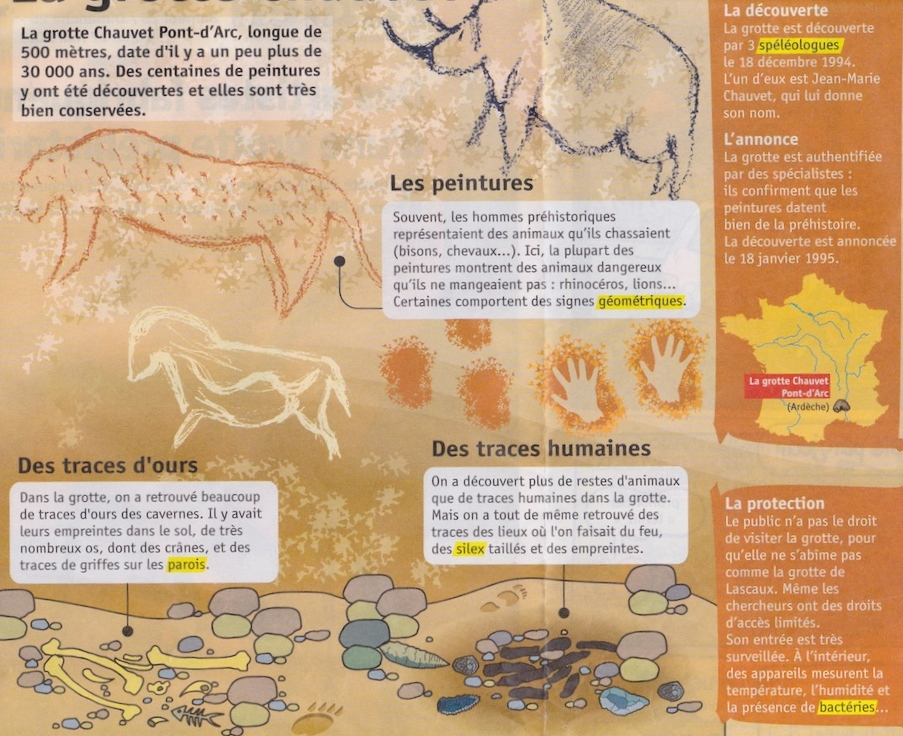 La grotte Chauvet Pont-d'Arc, longue de
500 mètres, date d'il y a un peu plus de
30 000 ans. Des centaines de peintures
y ont été découvertes et elles sont très
bien conservées.
Les peintures
Souvent, les hommes préhistoriques
représentaient des animaux qu'ils chassaient
(bisons, chevaux...). Ici, la plupart des
peintures montrent des animaux dangereux
qu'ils ne mangeaient pas : rhinocéros, lions...
Certaines comportent des signes géométriques.
Des traces d'ours
Dans la grotte, on a retrouvé beaucoup
de traces d'ours des cavernes. Il y avait
leurs empreintes dans le sol, de très
nombreux os, dont des crânes, et des
traces de griffes sur les parois.
Des traces humaines
On a découvert plus de restes d'animaux
que de traces humaines dans la grotte.
Mais on a tout de même retrouvé des
traces des lieux où l'on faisait du feu,
des silex taillés et des empreintes.
La découverte
La grotte est découverte
par 3 spéléologues
le 18 décembre 1994.
L'un d'eux est Jean-Marie
Chauvet, qui lui donne
son nom.
L'annonce
La grotte est authentifiée
par des spécialistes :
ils confirment que les
peintures datent
bien de la préhistoire.
La découverte est annoncée
le 18 janvier 1995.
La grotte Chauvet
Pont-d'Arc
(Ardèche)
La protection
Le public n'a pas le droit
de visiter la grotte, pour
qu'elle ne s'abime pas
comme la grotte de
Lascaux. Même les
chercheurs ont des droits
d'accès limités.
Son entrée est très
surveillée. À l'intérieur,
des appareils mesurent la
température, l'humidité et
la présence de bactéries...